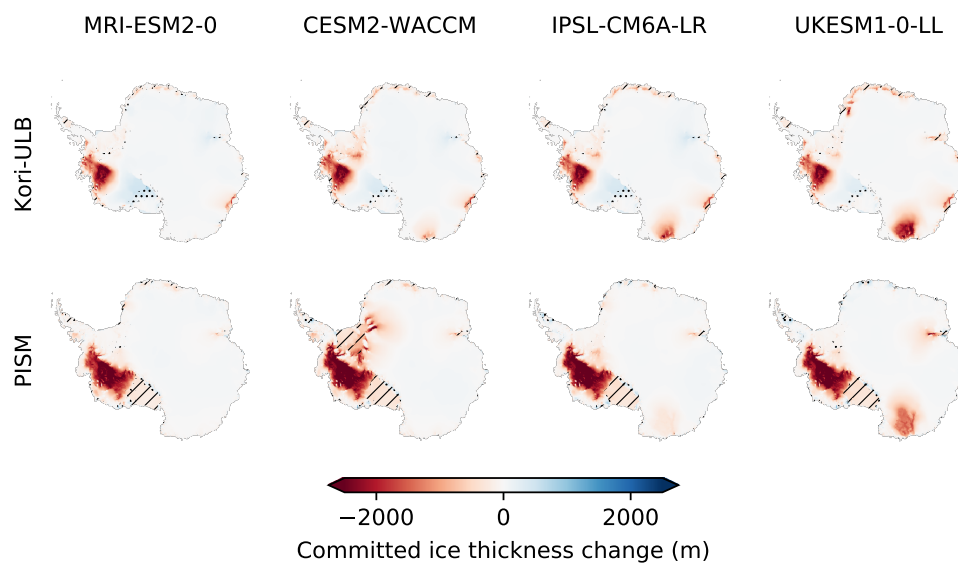 MRI-ESM2-0
CESM2-WACCM
IPSL-CM6A-LR
UKESM1-0-LL
Kori-ULB
PISM
−2000
0
2000
Committed ice thickness change (m)